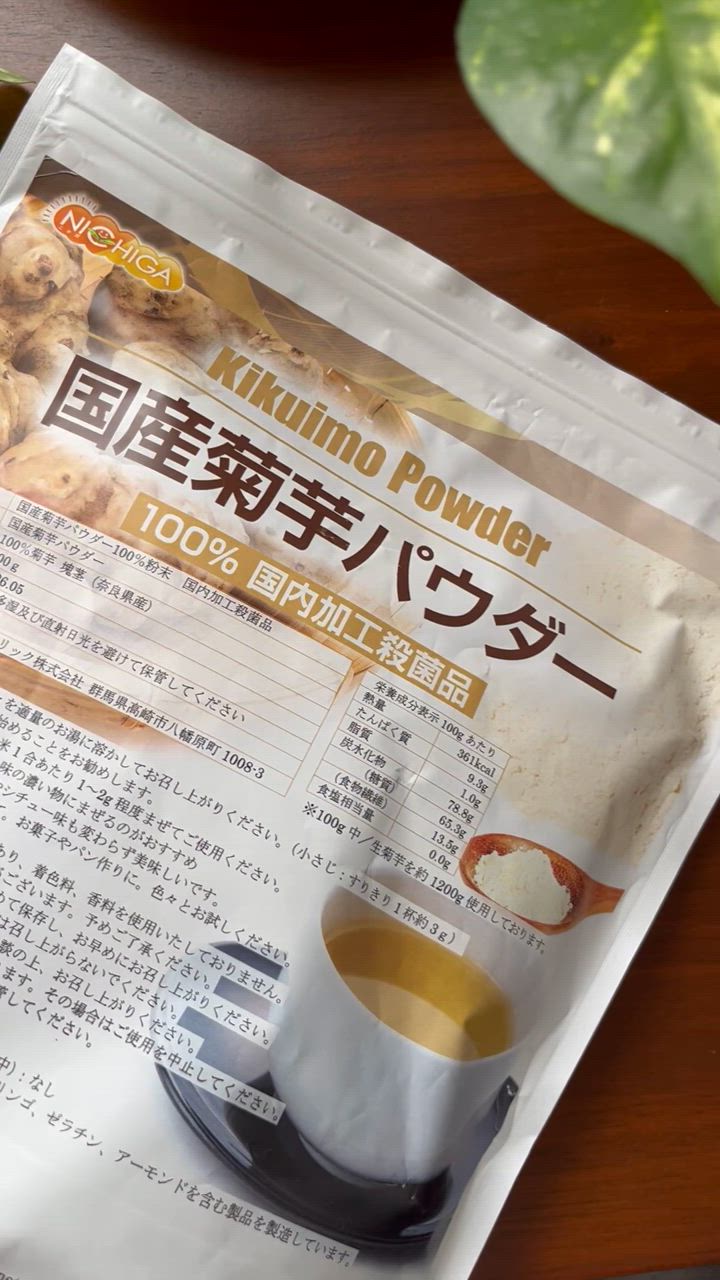 NICHIGA
Kikuimo Powder
国産菊芋パウダー
100% 国内加工殺菌品
国産菊芋パウダー100%粉末 国内加工殺菌品
国産菊芋パウダー
100%菊芋 塊茎（奈良県産）
00g
6.05
多湿及び直射日光を避けて保管してください
リック株式会社 群馬県高崎市八幡原町 1008-3
栄養成分表示 100g あたり
熱量 361kcal
たんぱく質 9.3g
脂質 1.0g
炭水化物 78.8g
(糖質) 65.3g
(食物繊維) 13.5g
食塩相当量 0.0g
※100g 中／生菊芋を約 1200g 使用しております。
を適量のお湯に溶かしてお召し上がりください。（小さじ：すりきり1杯約3g）
始めることをお勧めします。
米1合あたり 1~2g 程度まぜてご使用ください。
味の濃い物にまぜるのがおすすめ
シチュー味も変わらず美味しいです。
。お菓子やパン作りに。色々とお試しください。
あり、着色料、香料を使用いたしておりません。
ございます。予めご了承ください。
めて保存し、お早めにお召し上がりください。
は召し上がらないでください。
談の上、お召し上がりください。
ます。その場合はご使用を中止してください。
管してください。
中）：なし
リンゴ、ゼラチン、アーモンドを含む製品を製造しています。